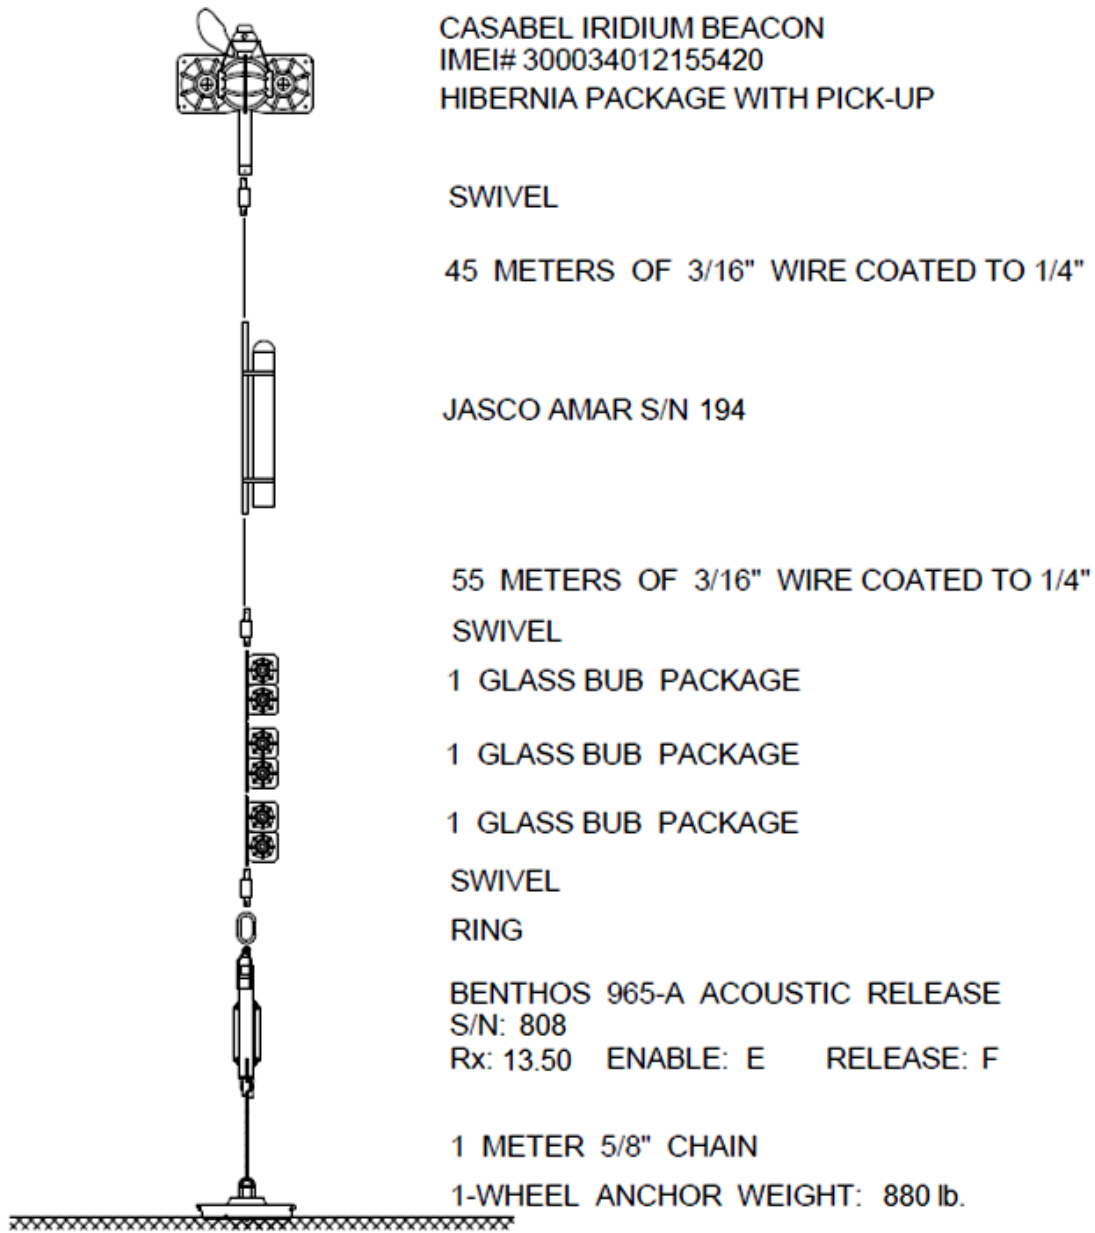 CASABEL IRIDIUM BEACON
IMEI# 300034012155420
HIBERNIA PACKAGE WITH PICK-UP
SWIVEL
45 METERS OF 3/16" WIRE COATED TO 1/4"
JASCO AMAR S/N 194
55 METERS OF 3/16" WIRE COATED TO 1/4"
SWIVEL
1 GLASS BUB PACKAGE
1 GLASS BUB PACKAGE
1 GLASS BUB PACKAGE
SWIVEL
RING
BENTHOS 965-A ACOUSTIC RELEASE
S/N: 808
Rx: 13.50 ENABLE: E RELEASE: F
1 METER 5/8" CHAIN
1-WHEEL ANCHOR WEIGHT: 880 lb.